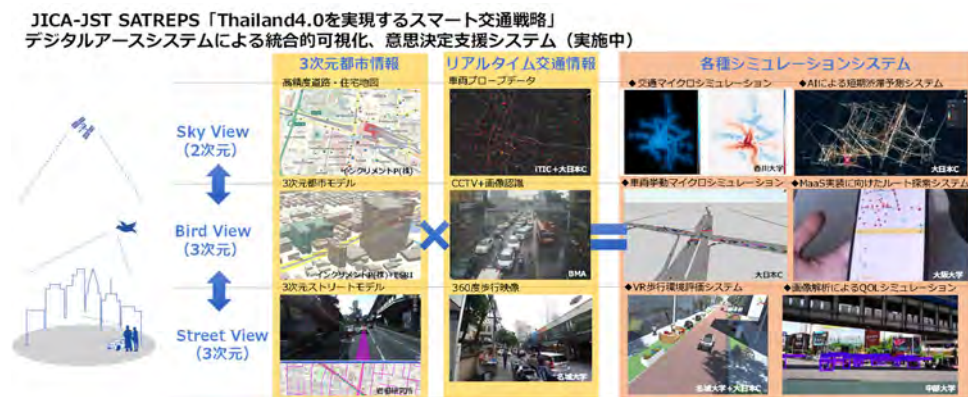 JICA-JST SATREPS「Thailand4.0を実現するスマート交通戦略」
デジタルアースシステムによる統合的可視化、意思決定支援システム（実施中）
3次元都市情報
リアルタイム交通情報
各種シミュレーションシステム
高精度道路・住宅地図
車両プローブデータ
◆交通マイクロシミュレーション
◆AIによる短期渋滞予測システム
Sky View
（2次元）
インクリメントP(株)
iTIC+大日本C
香川大学
大日本C
3次元都市モデル
CCTV+画像認識
◆車両挙動マイクロシミュレーション
◆MaaS実装に向けたルート探索システム
Bird View
（3次元）
インクリメントP(株)
BMA
大日本C
大阪大学
3次元ストリートモデル
360度歩行映像
◆VR歩行環境評価システム
◆画像解析によるQOLシミュレーション
Street View
（3次元）
名城大学
名城大学+大日本C
中部大学